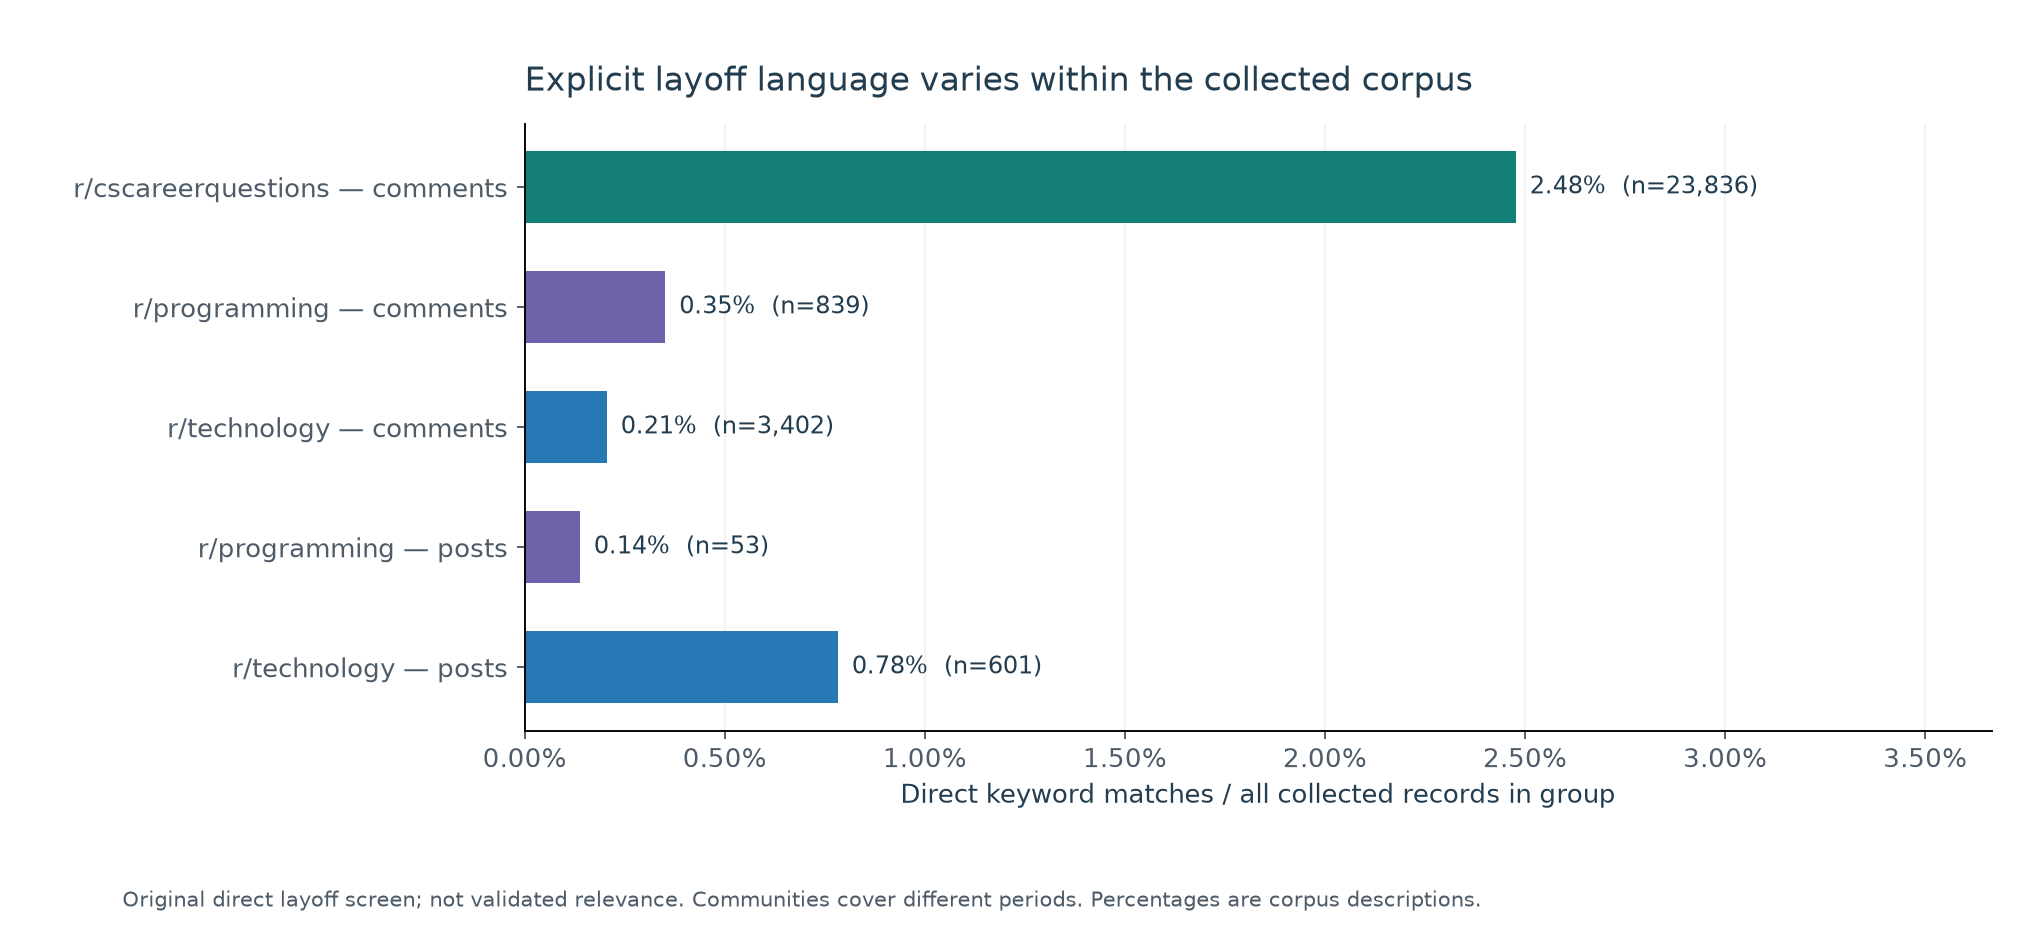 Explicit layoff language varies within the collected corpus
r/cscareerquestions — comments
2.48% (n=23,836)
r/programming — comments
0.35% (n=839)
r/technology — comments
0.21% (n=3,402)
r/programming — posts
0.14% (n=53)
r/technology — posts
0.78% (n=601)
0.00% 0.50% 1.00% 1.50% 2.00% 2.50% 3.00% 3.50%
Direct keyword matches / all collected records in group
Original direct layoff screen; not validated relevance. Communities cover different periods. Percentages are corpus descriptions.